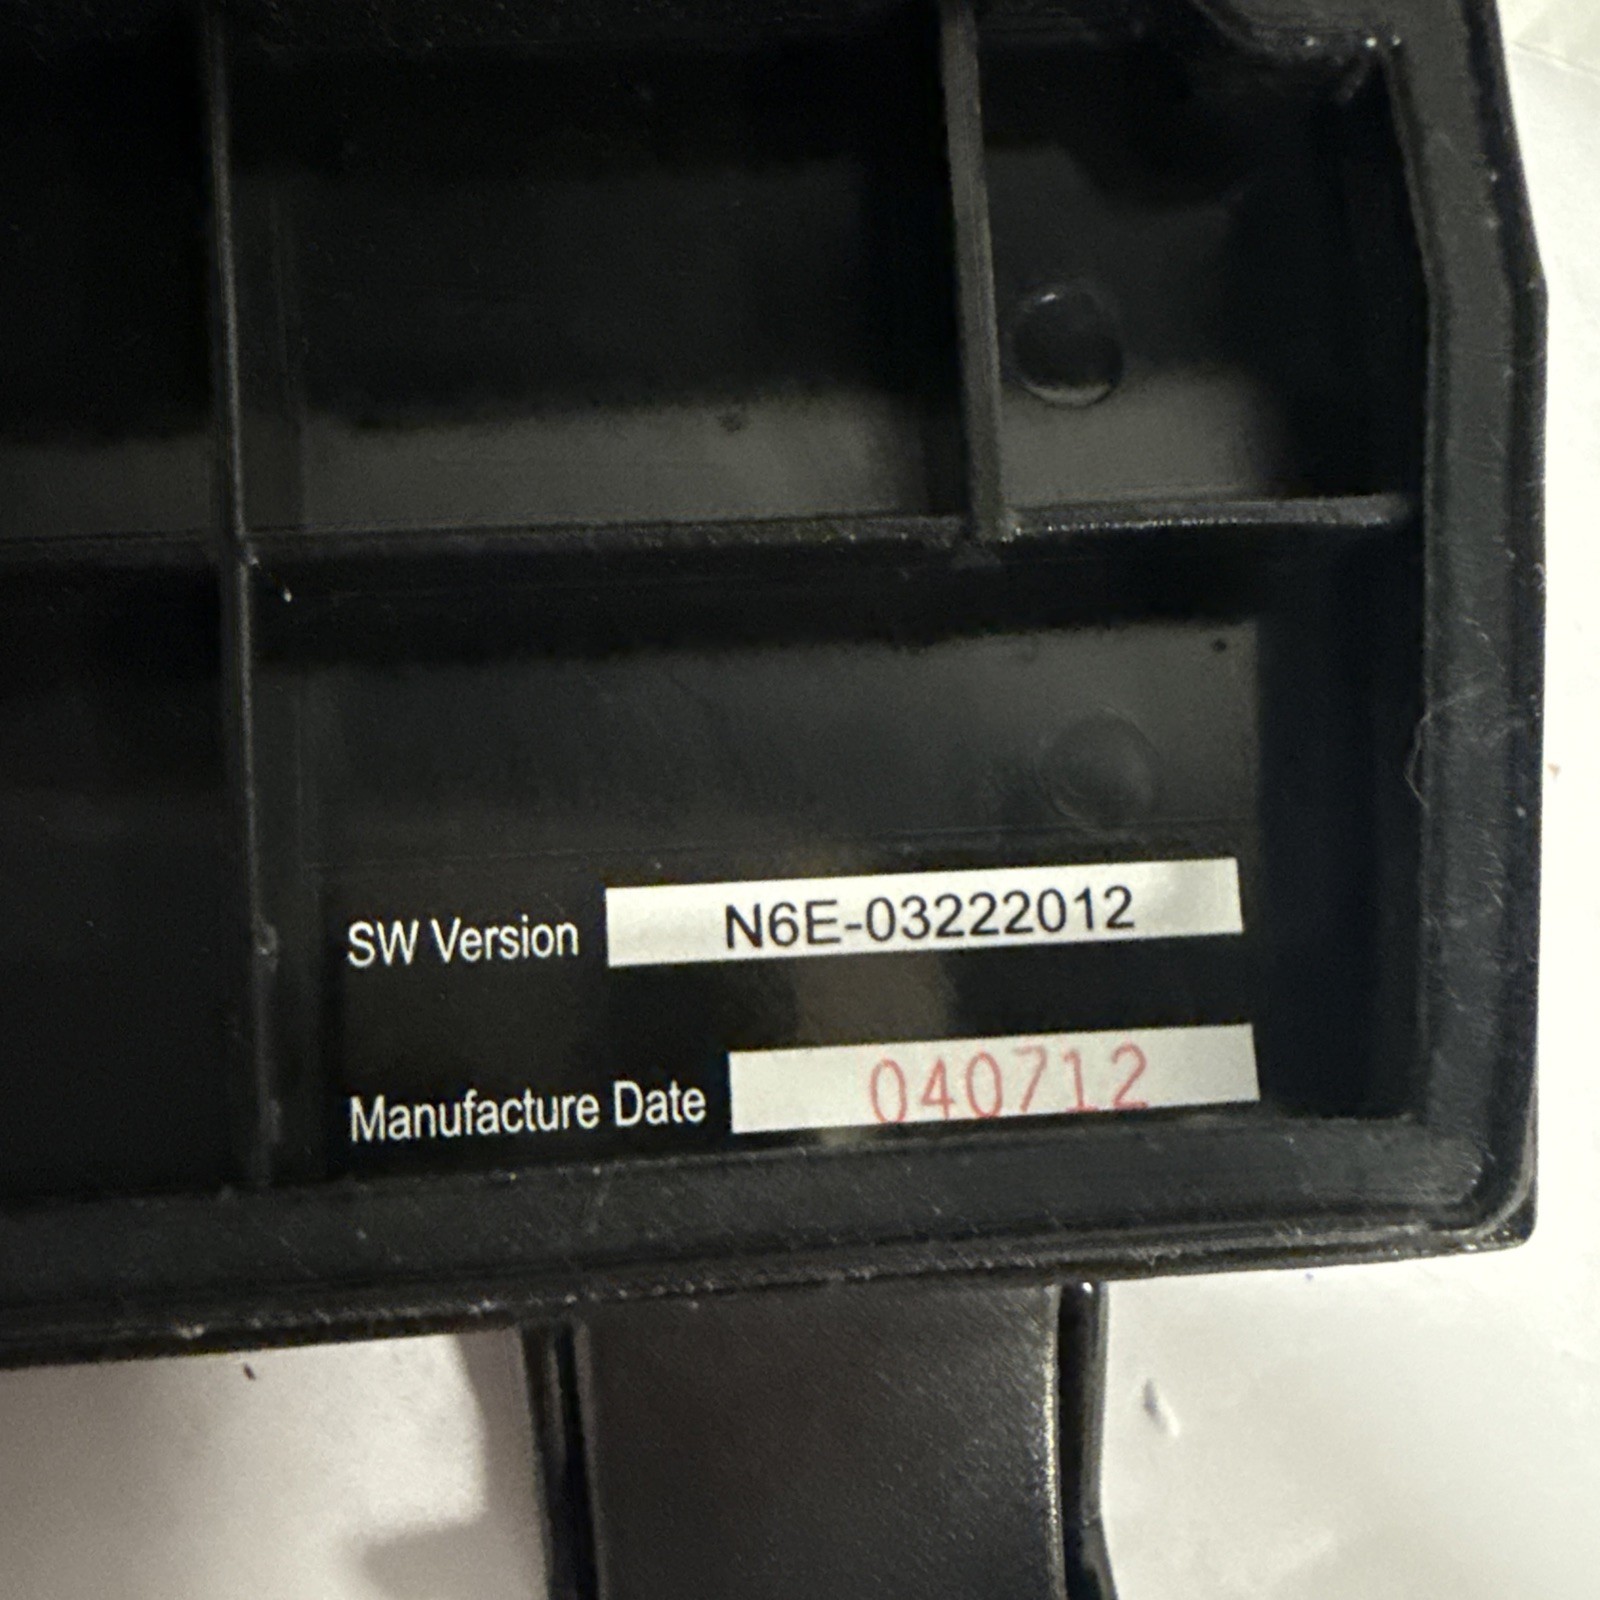 SW Version N6E-03222012
Manufacture Date 040712